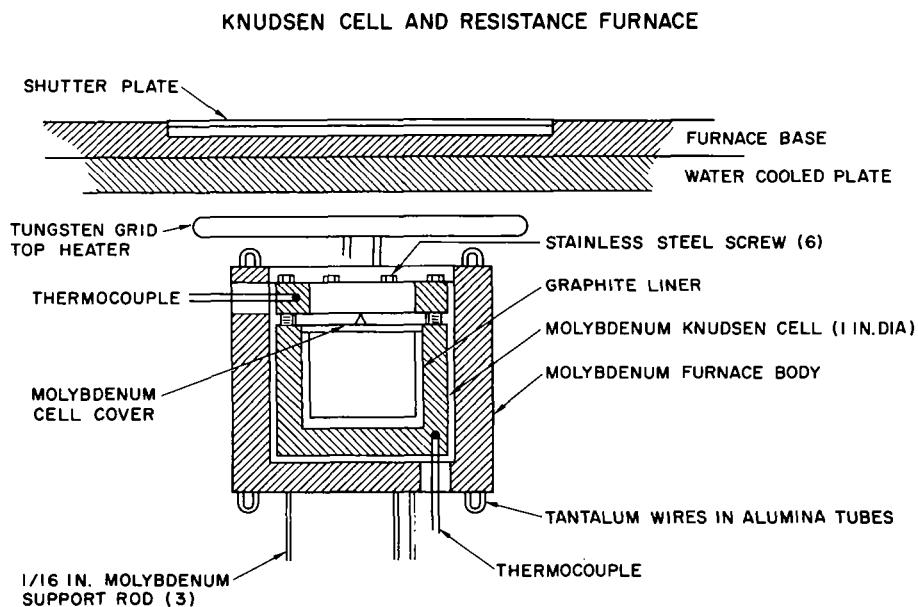 KNUDSEN CELL AND RESISTANCE FURNACE
SHUTTER PLATE
FURNACE BASE
WATER COOLED PLATE
TUNGSTEN GRID
TOP HEATER
STAINLESS STEEL SCREW (6)
THERMOCOUPLE
GRAPHITE LINER
MOLYBDENUM KNUDSEN CELL (1 IN. DIA)
MOLYBDENUM
CELL COVER
MOLYBDENUM FURNACE BODY
TANTALUM WIRES IN ALUMINA TUBES
THERMOCOUPLE
1/16 IN. MOLYBDENUM
SUPPORT ROD (3)